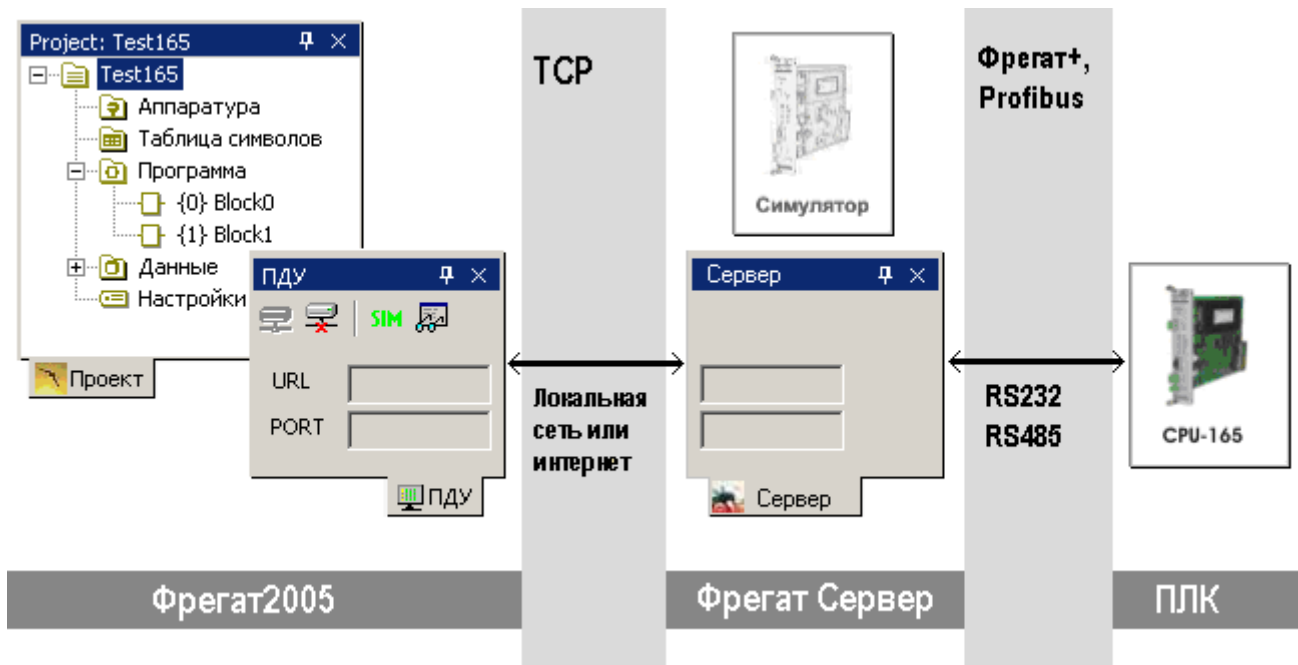 Project: Test165
Test165
Аппаратура
Таблица символов
Программа
{0} Block0
{1} Block1
Данные
Настройки
Проект
ПДУ
SIM
URL
PORT
ПДУ
TCP
Локальная
сеть или
интернет
Симулятор
Сервер
Сервер
Фрегат+,
Profibus
RS232
RS485
CPU-165
Фрегат2005
Фрегат Сервер
ПЛК